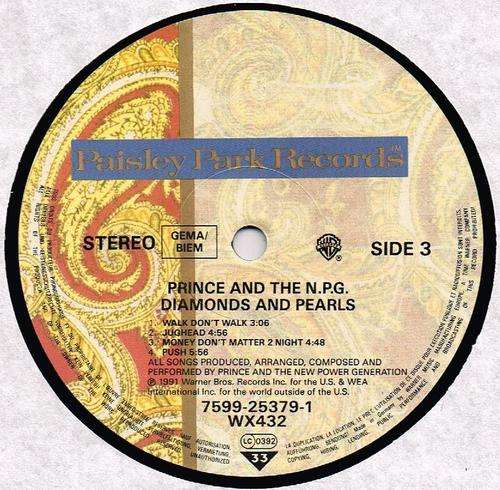 Paisley Park Records™
STEREO
GEMA/
BIEM
SIDE 3
PRINCE AND THE N.P.G.
DIAMONDS AND PEARLS
1. WALK DON'T WALK 3:06
2. JUGHEAD 4:56
3. MONEY DON'T MATTER 2 NIGHT 4:48
4. PUSH 5:56
ALL SONGS PRODUCED, ARRANGED, COMPOSED AND
PERFORMED BY PRINCE AND THE NEW POWER GENERATION
℗ 1991 Warner Bros. Records Inc. for the U.S. & WEA
International Inc. for the world outside of the U.S.
7599-25379-1
WX432
LC 0392
33